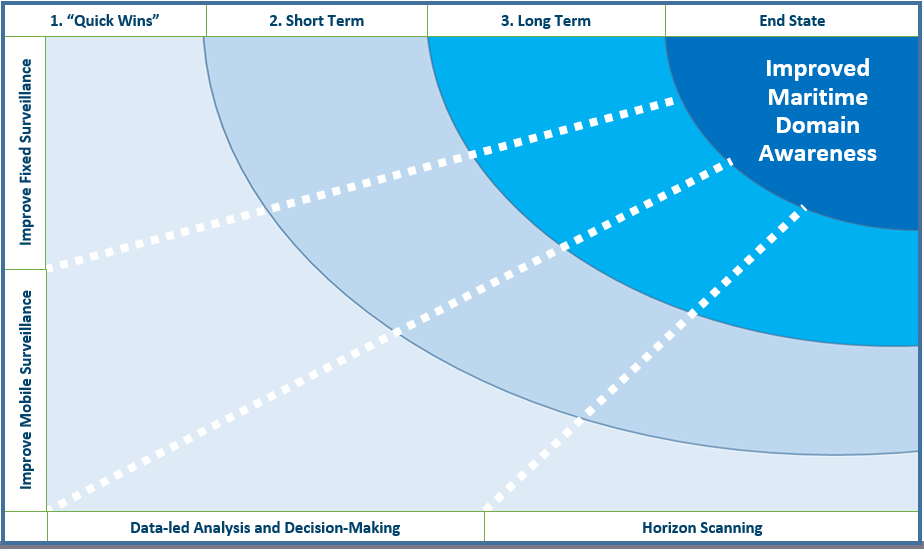 1. “Quick Wins”
2. Short Term
3. Long Term
End State
Improve Fixed Surveillance
Improved
Maritime
Domain
Awareness
Improve Mobile Surveillance
Data-led Analysis and Decision-Making
Horizon Scanning